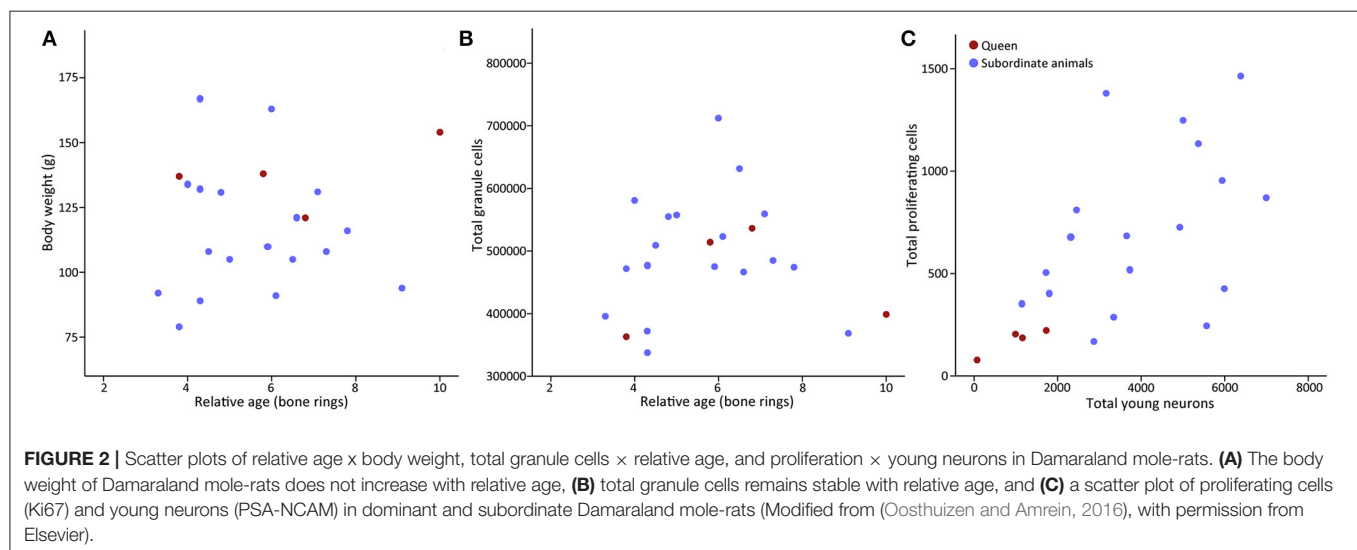 A
Body weight (g)
175
150
125
100
75
2 4 6 8 10
Relative age (bone rings)
B
Total granule cells
800000
700000
600000
500000
400000
300000
2 4 6 8 10
Relative age (bone rings)
C
Queen
Subordinate animals
Total proliferating cells
1500
1000
500
0
0 2000 4000 6000 8000
Total young neurons
FIGURE 2 | Scatter plots of relative age x body weight, total granule cells × relative age, and proliferation × young neurons in Damaraland mole-rats. (A) The body
weight of Damaraland mole-rats does not increase with relative age, (B) total granule cells remains stable with relative age, and (C) a scatter plot of proliferating cells
(Ki67) and young neurons (PSA-NCAM) in dominant and subordinate Damaraland mole-rats (Modified from (Oosthuizen and Amrein, 2016), with permission from
Elsevier).